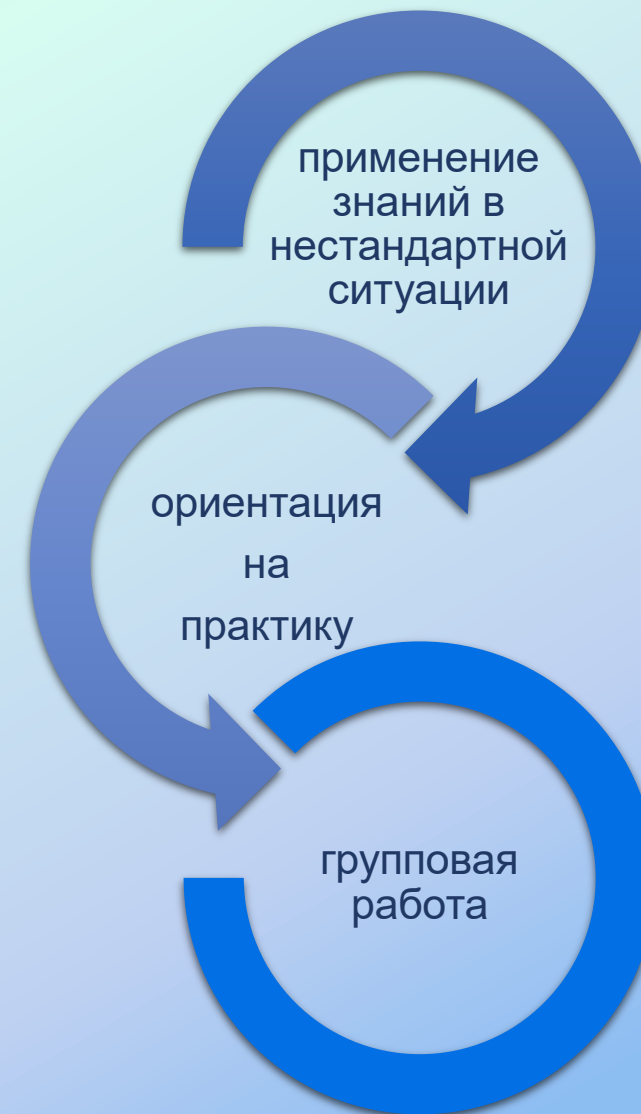 применение
знаний в
нестандартной
ситуации
ориентация
на
практику
групповая
работа